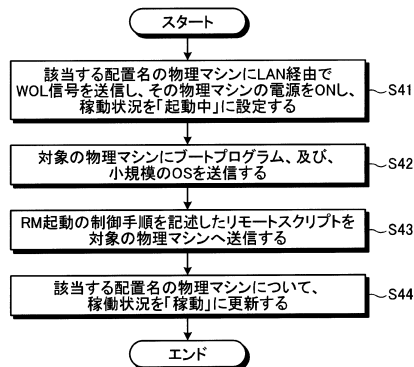 スタート
該当する配置名の物理マシンにLAN経由で
WOL信号を送信し、その物理マシンの電源をONし、
稼動状況を「起動中」に設定する
S41
対象の物理マシンにブートプログラム、及び、
小規模のOSを送信する
S42
RM起動の制御手順を記述したリモートスクリプトを
対象の物理マシンへ送信する
S43
該当する配置名の物理マシンについて、
稼働状況を「稼動」に更新する
S44
エンド